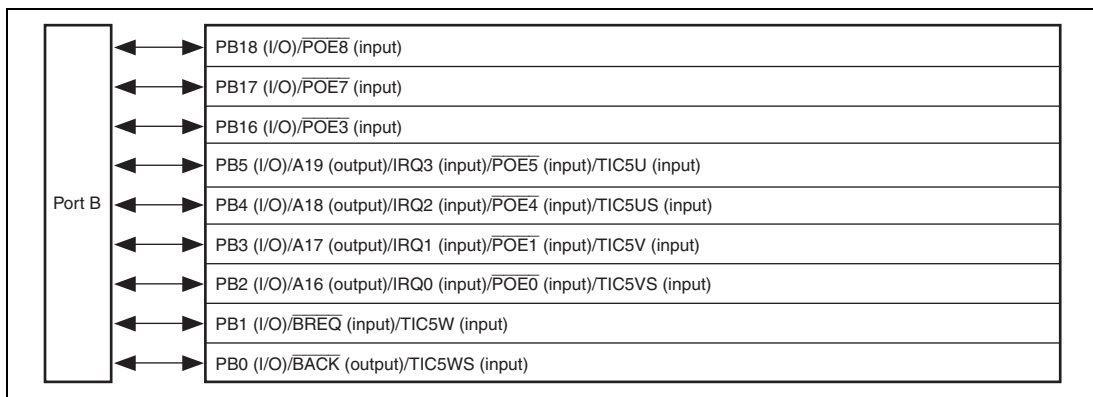 PB18 (I/O)/POE8 (input)
PB17 (I/O)/POE7 (input)
PB16 (I/O)/POE3 (input)
PB5 (I/O)/A19 (output)/IRQ3 (input)/POE5 (input)/TIC5U (input)
Port B
PB4 (I/O)/A18 (output)/IRQ2 (input)/POE4 (input)/TIC5US (input)
PB3 (I/O)/A17 (output)/IRQ1 (input)/POE1 (input)/TIC5V (input)
PB2 (I/O)/A16 (output)/IRQ0 (input)/POE0 (input)/TIC5VS (input)
PB1 (I/O)/BREQ (input)/TIC5W (input)
PB0 (I/O)/BACK (output)/TIC5WS (input)